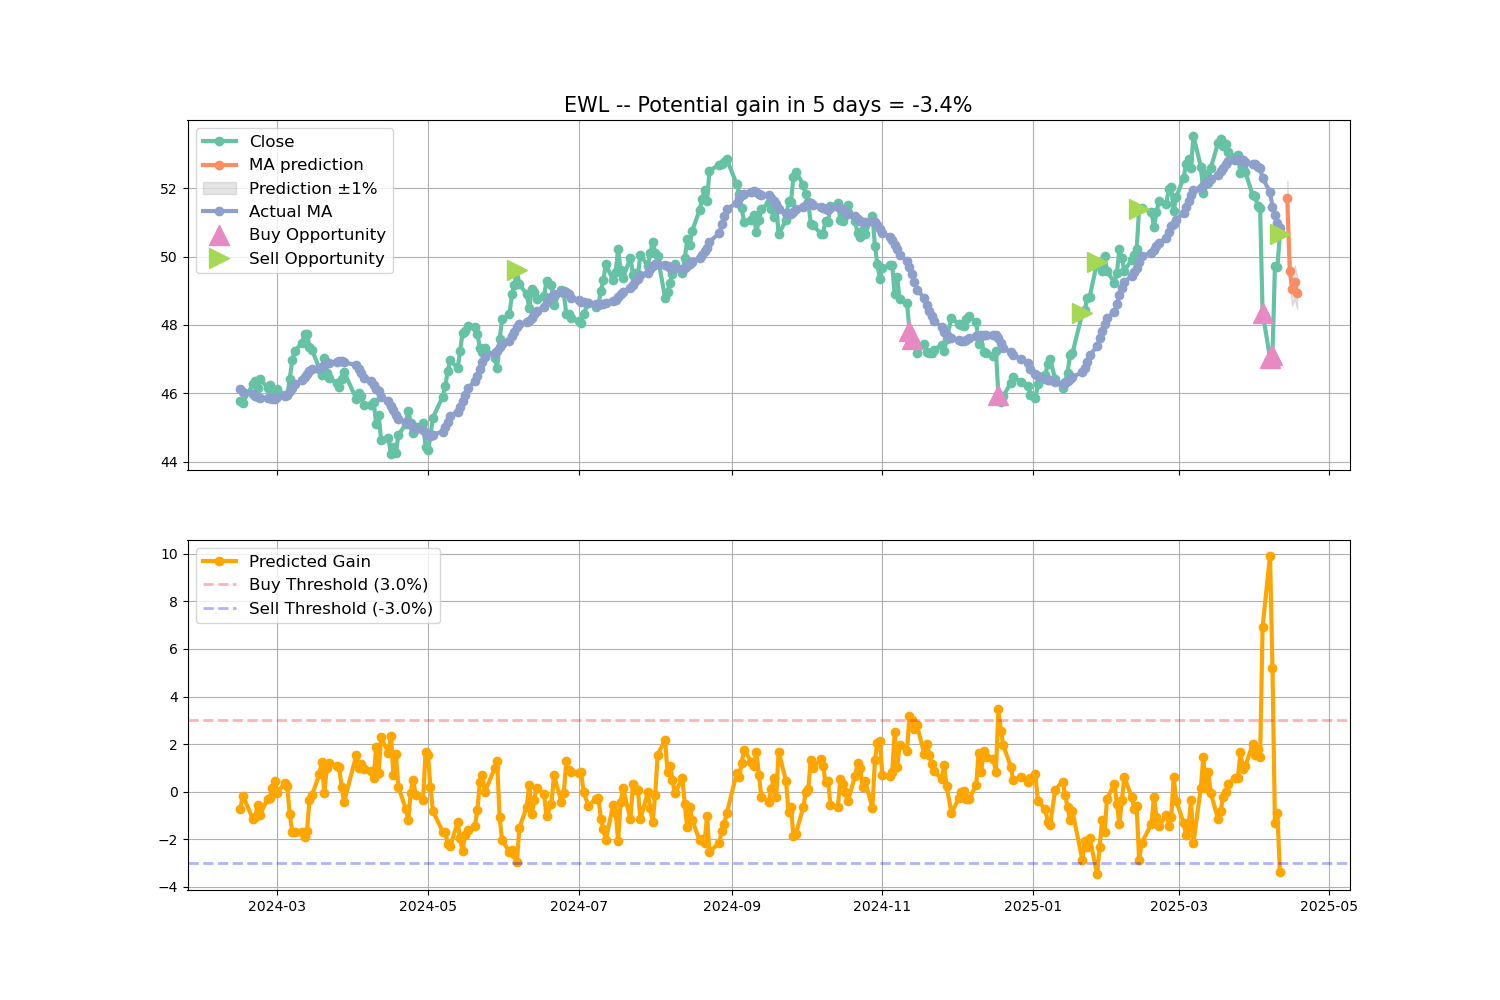 EWL -- Potential gain in 5 days = -3.4%
Close
MA prediction
Prediction ±1%
Actual MA
Buy Opportunity
Sell Opportunity
52
50
48
46
44
Predicted Gain
Buy Threshold (3.0%)
Sell Threshold (-3.0%)
10
8
6
4
2
0
−2
−4
2024-03 2024-05 2024-07 2024-09 2024-11 2025-01 2025-03 2025-05